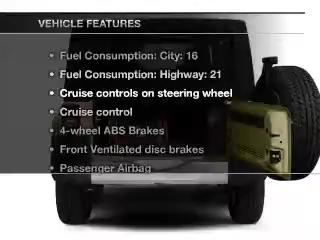 VEHICLE FEATURES
• Fuel Consumption: City: 16
• Fuel Consumption: Highway: 21
• Cruise controls on steering wheel
• Cruise control
• 4-wheel ABS Brakes
• Front Ventilated disc brakes
• Passenger Airbag